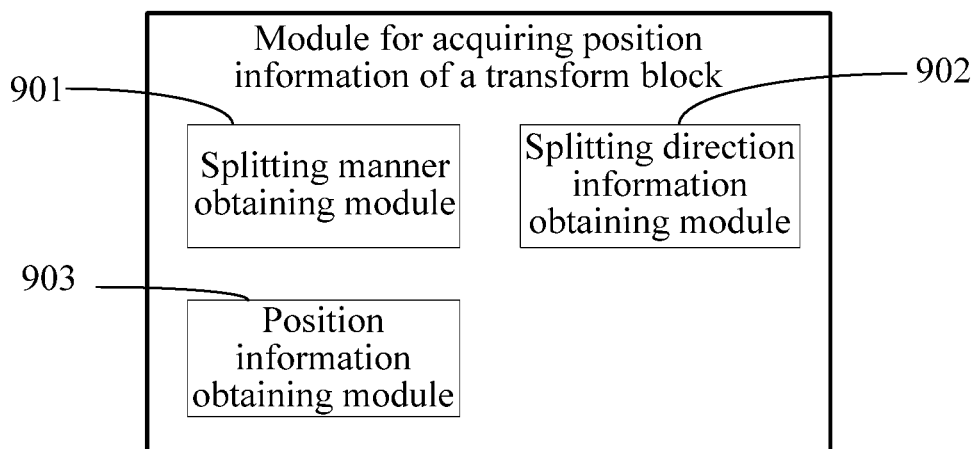 Module for acquiring position
information of a transform block
901
902
Splitting manner
obtaining module
Splitting direction
information
obtaining module
903
Position
information
obtaining module